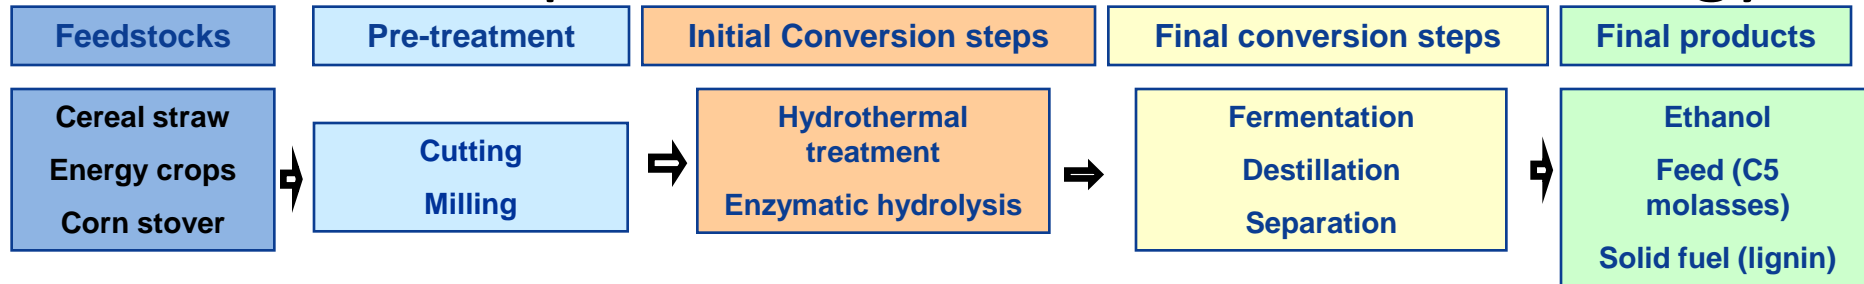 Feedstocks
Pre-treatment
Initial Conversion steps
Final conversion steps
Final products
Cereal straw
Energy crops
Corn stover
Cutting
Milling
Hydrothermal
treatment
Enzymatic hydrolysis
Fermentation
Destillation
Separation
Ethanol
Feed (C5
molasses)
Solid fuel (lignin)